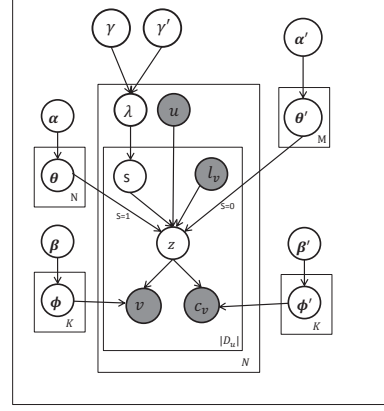 γ γ′
α′
λ u
θ′
M
α
s l_v
θ
N
S=1 S=0
z
β β′
ϕ
K
v c_v
ϕ′
K
|D_u|
N